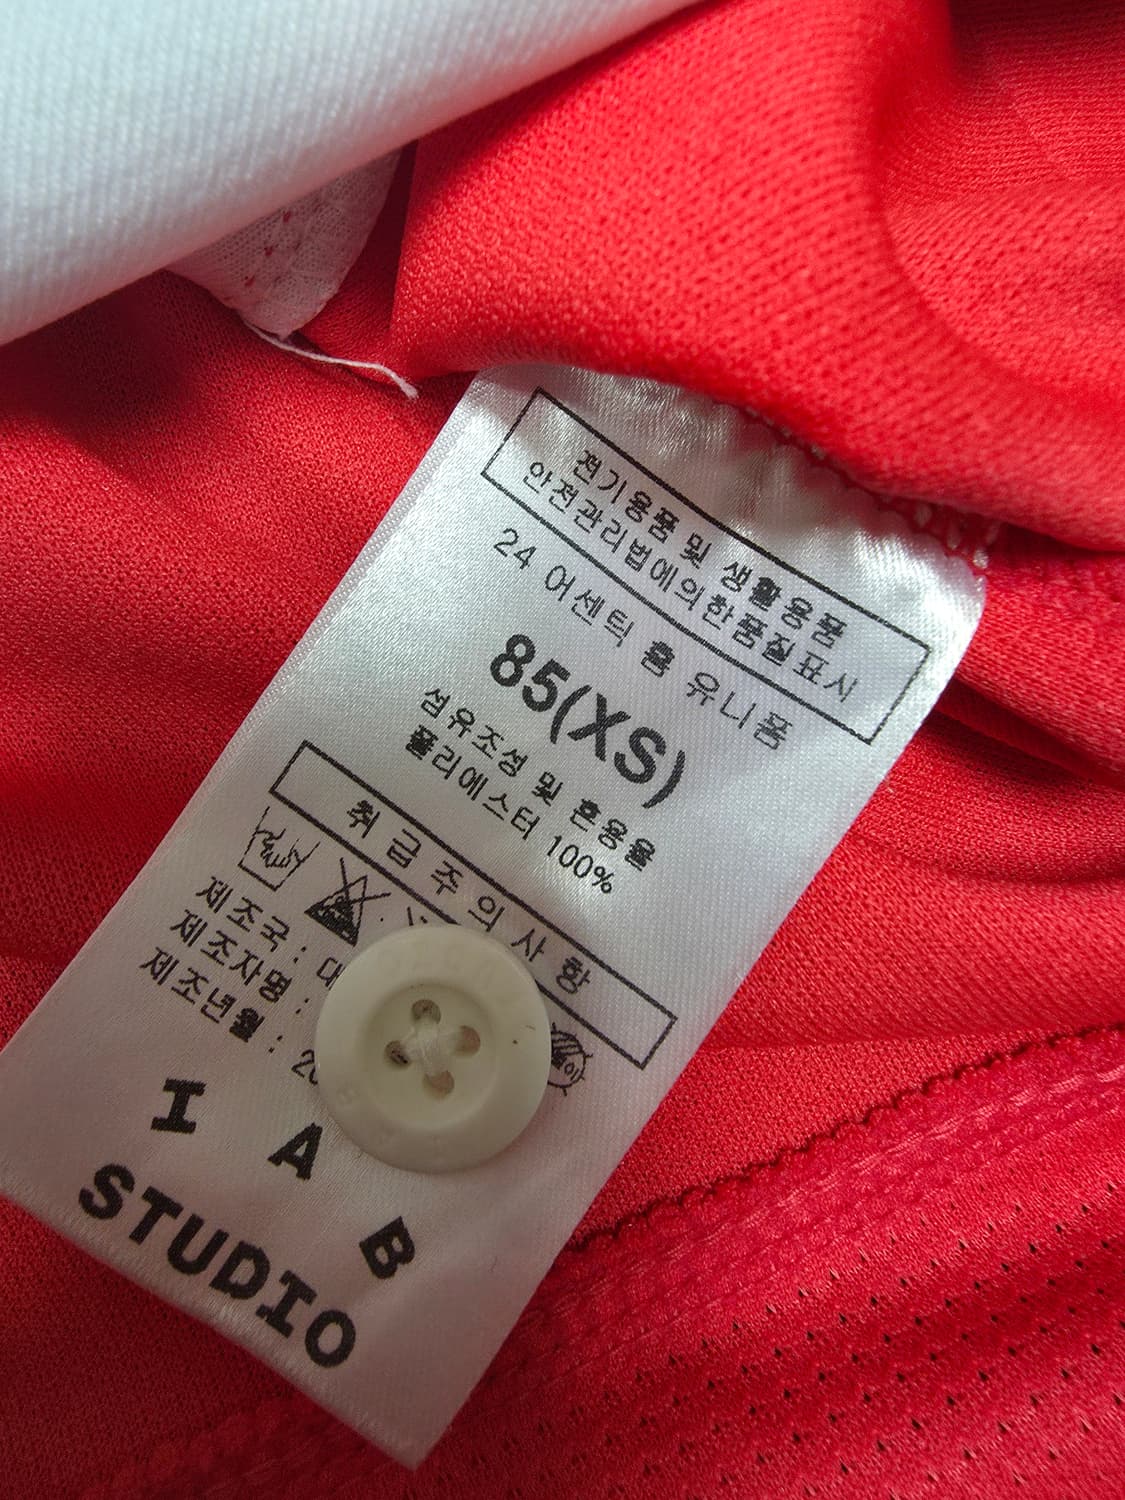 전기용품 및 생활용품
안전관리법에의한품질표시
24 어센틱 홈 유니폼
85(XS)
섬유조성 및 혼용율
폴리에스터 100%
취급주의사항
제조국 : 대
제조자명 :
제조년월 : 20
I A B
STUDIO